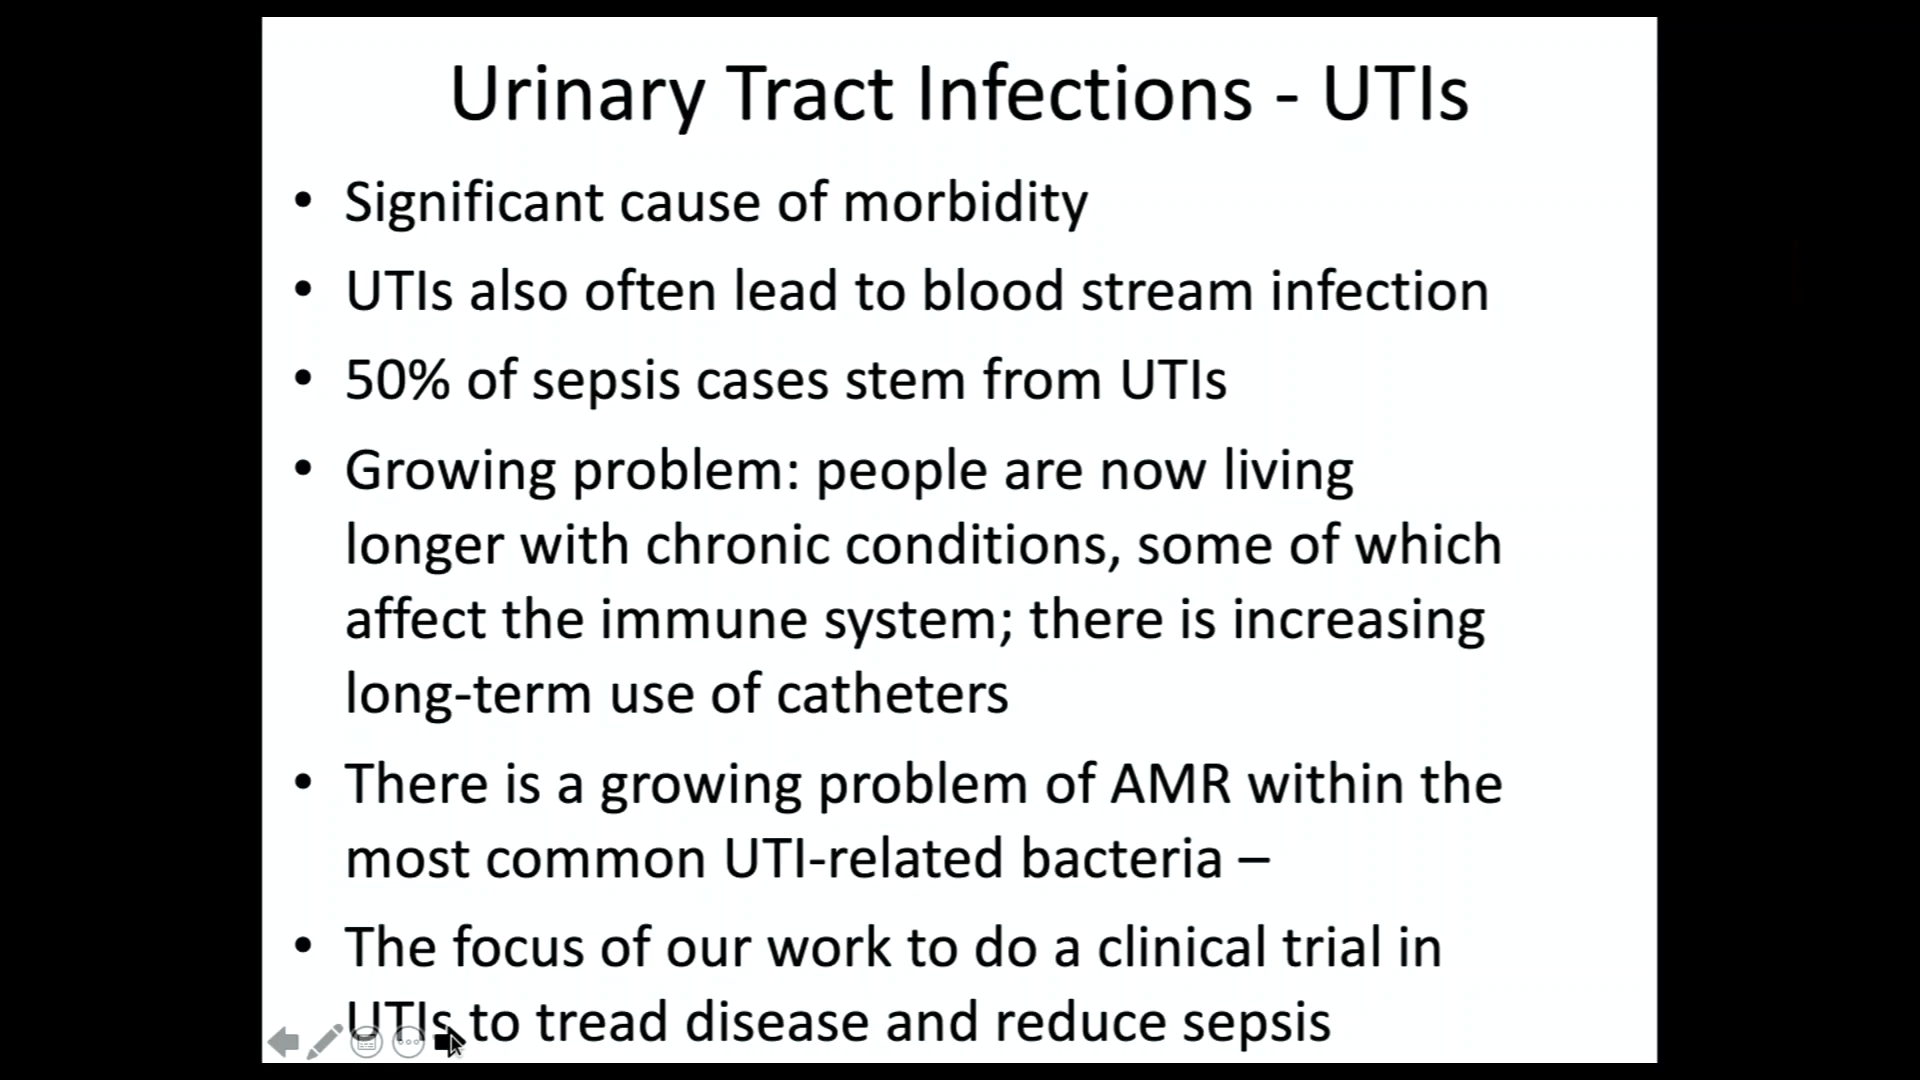 Urinary Tract Infections - UTIs
• Significant cause of morbidity
• UTIs also often lead to blood stream infection
• 50% of sepsis cases stem from UTIs
• Growing problem: people are now living
longer with chronic conditions, some of which
affect the immune system; there is increasing
long-term use of catheters
• There is a growing problem of AMR within the
most common UTI-related bacteria –
• The focus of our work to do a clinical trial in
UTIs to tread disease and reduce sepsis